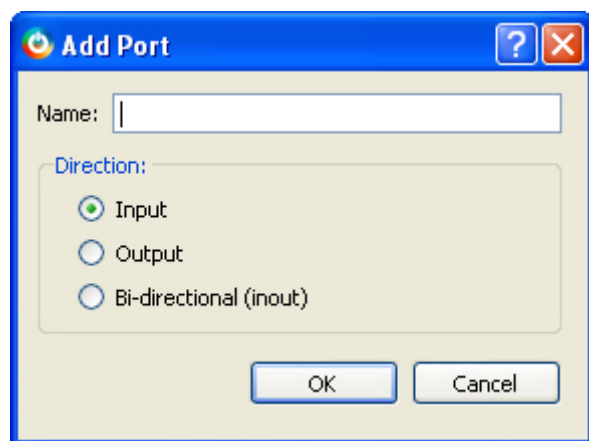 Add Port
?
Name:
Direction:
Input
Output
Bi-directional (inout)
OK Cancel